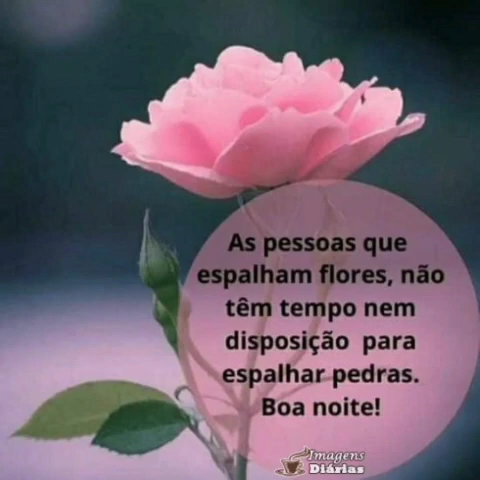 As pessoas que
espalham flores, não
têm tempo nem
disposição para
espalhar pedras.
Boa noite!
Imagens
Diárias